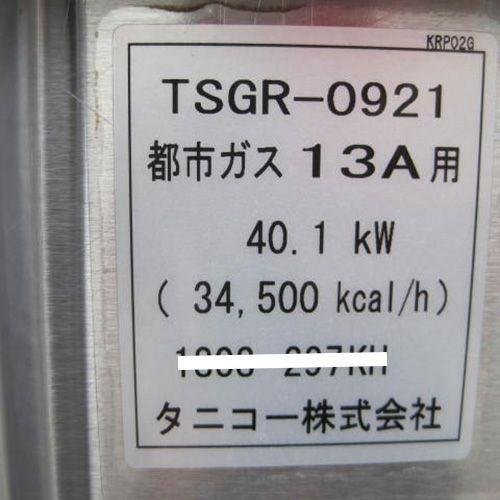 KRP02G
TSGR-0921
都市ガス 13A用
40.1 kW
( 34,500 kcal/h )
タニコー株式会社